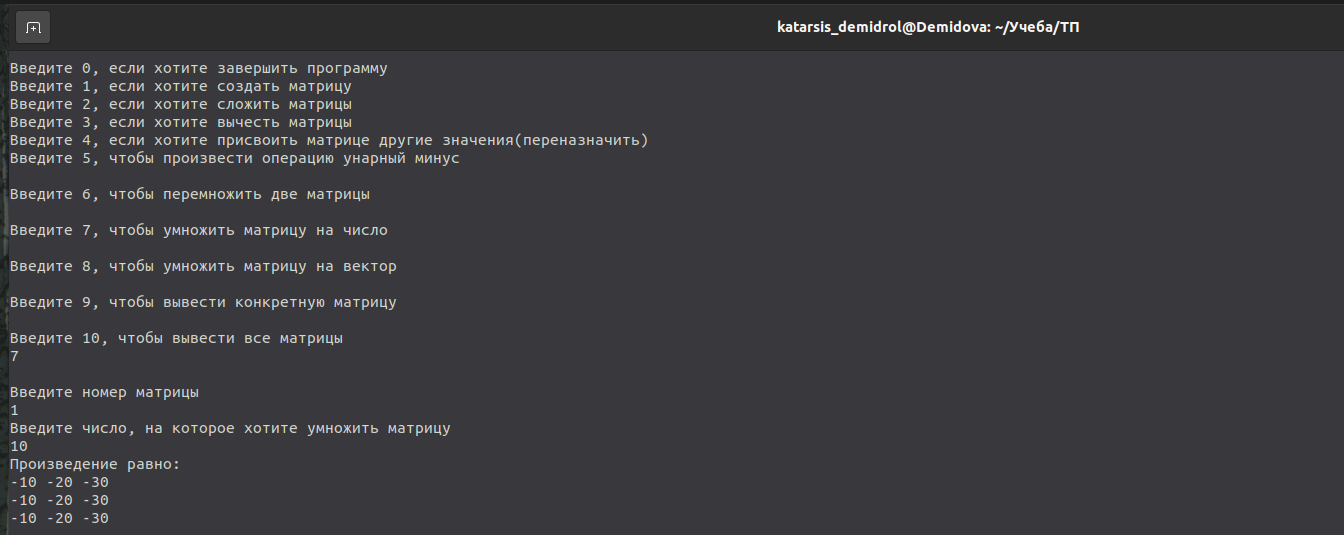 katarsis_demidrol@Demidova: ~/Учеба/ТП
Введите 0, если хотите завершить программу
Введите 1, если хотите создать матрицу
Введите 2, если хотите сложить матрицы
Введите 3, если хотите вычесть матрицы
Введите 4, если хотите присвоить матрице другие значения(переназначить)
Введите 5, чтобы произвести операцию унарный минус
Введите 6, чтобы перемножить две матрицы
Введите 7, чтобы умножить матрицу на число
Введите 8, чтобы умножить матрицу на вектор
Введите 9, чтобы вывести конкретную матрицу
Введите 10, чтобы вывести все матрицы
7
Введите номер матрицы
1
Введите число, на которое хотите умножить матрицу
10
Произведение равно:
-10 -20 -30
-10 -20 -30
-10 -20 -30